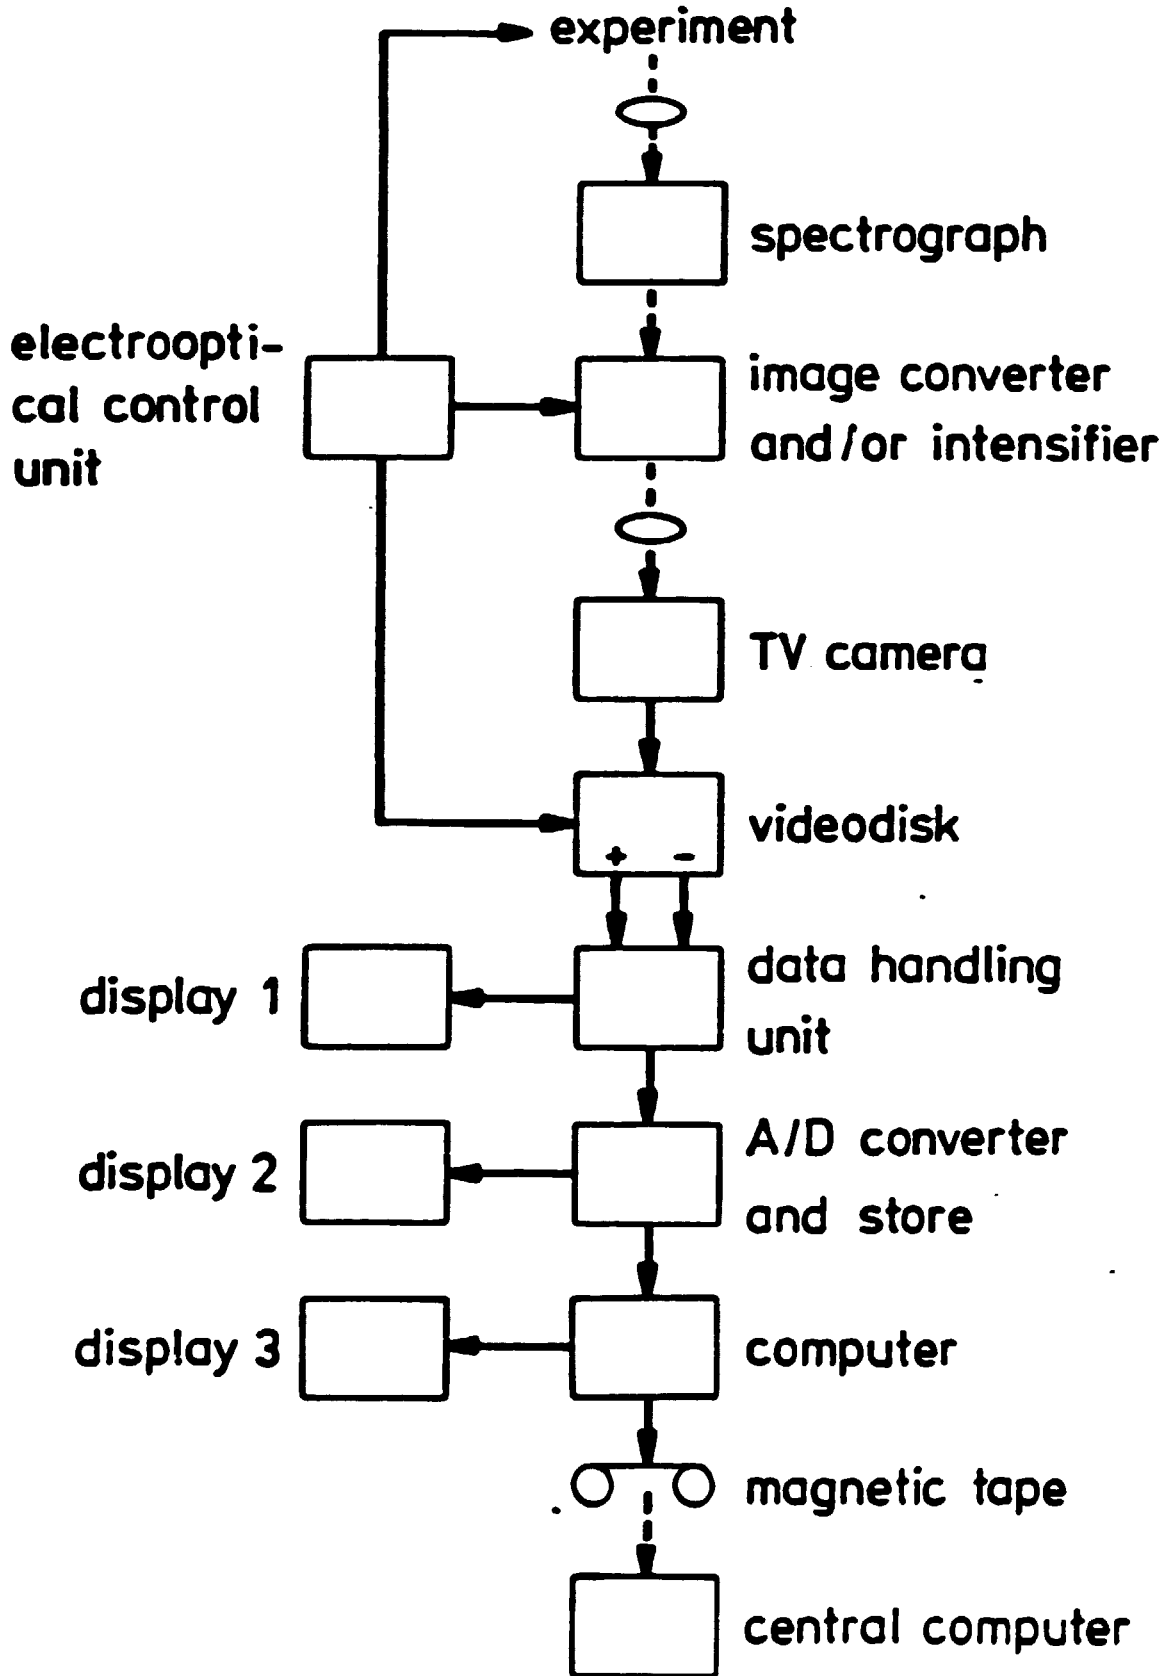 experiment
spectrograph
electroopti-
cal control
unit
image converter
and/or intensifier
TV camera
videodisk
+ -
display 1
data handling
unit
display 2
A/D converter
and store
display 3
computer
magnetic tape
central computer